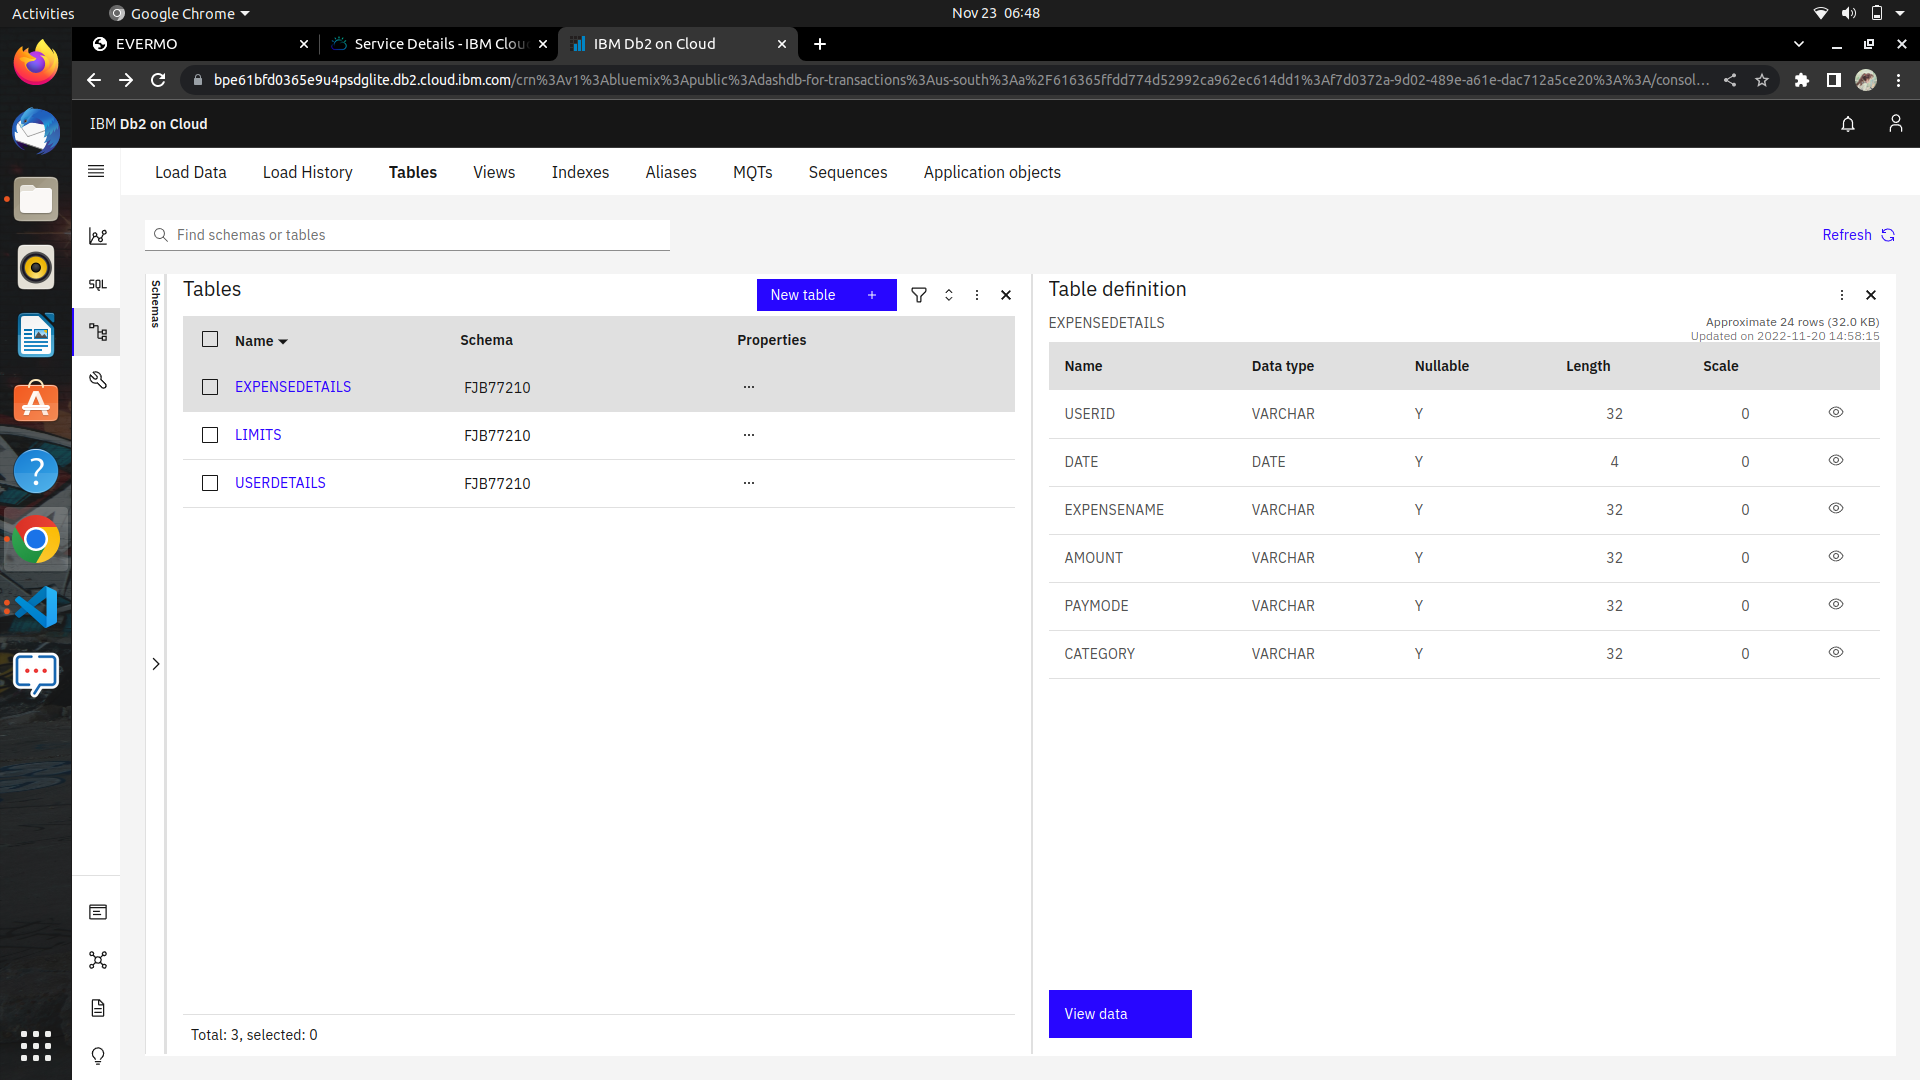 Activities
Google Chrome
Nov 23 06:48
EVERMO
Service Details - IBM Clou
IBM Db2 on Cloud
bpe61bfd0365e9u4psdglite.db2.cloud.ibm.com/crn%3Av1%3Abluemix%3Apublic%3Adashdb-for-transactions%3Aus-south%3Aa%2F616365ffdd774d52992ca962ec614dd1%3Af7d0372a-9d02-489e-a61e-dac712a5ce20%3A%3A/consol...
IBM Db2 on Cloud
Load Data Load History Tables Views Indexes Aliases MQTs Sequences Application objects
SQL
Find schemas or tables
Refresh
Schemas
Tables
New table +
Name Schema Properties
EXPENSEDETAILS FJB77210 ...
LIMITS FJB77210 ...
USERDETAILS FJB77210 ...
Total: 3, selected: 0
Table definition
EXPENSEDETAILS
Approximate 24 rows (32.0 KB)
Updated on 2022-11-20 14:58:15
Name Data type Nullable Length Scale
USERID VARCHAR Y 32 0
DATE DATE Y 4 0
EXPENSENAME VARCHAR Y 32 0
AMOUNT VARCHAR Y 32 0
PAYMODE VARCHAR Y 32 0
CATEGORY VARCHAR Y 32 0
View data